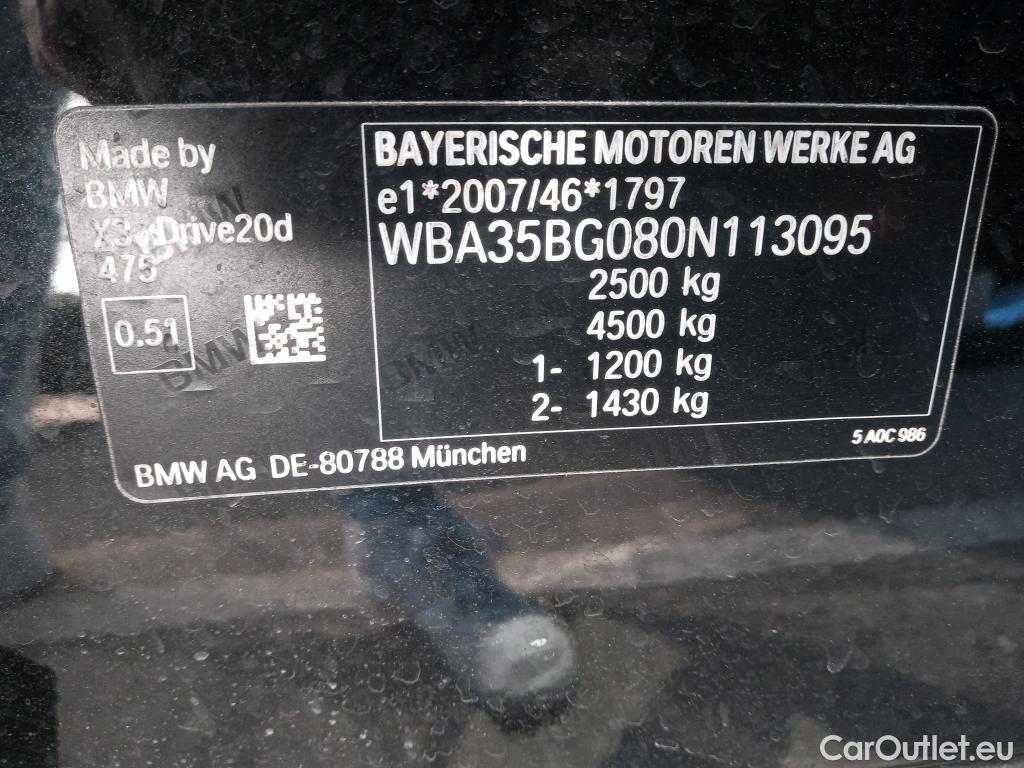 Made by
BMW
X3 xDrive20d
475
0.51
BAYERISCHE MOTOREN WERKE AG
e1*2007/46*1797
WBA35BG080N113095
2500 kg
4500 kg
1- 1200 kg
2- 1430 kg
5 A0C 986
BMW AG DE-80788 München
CarOutlet.eu